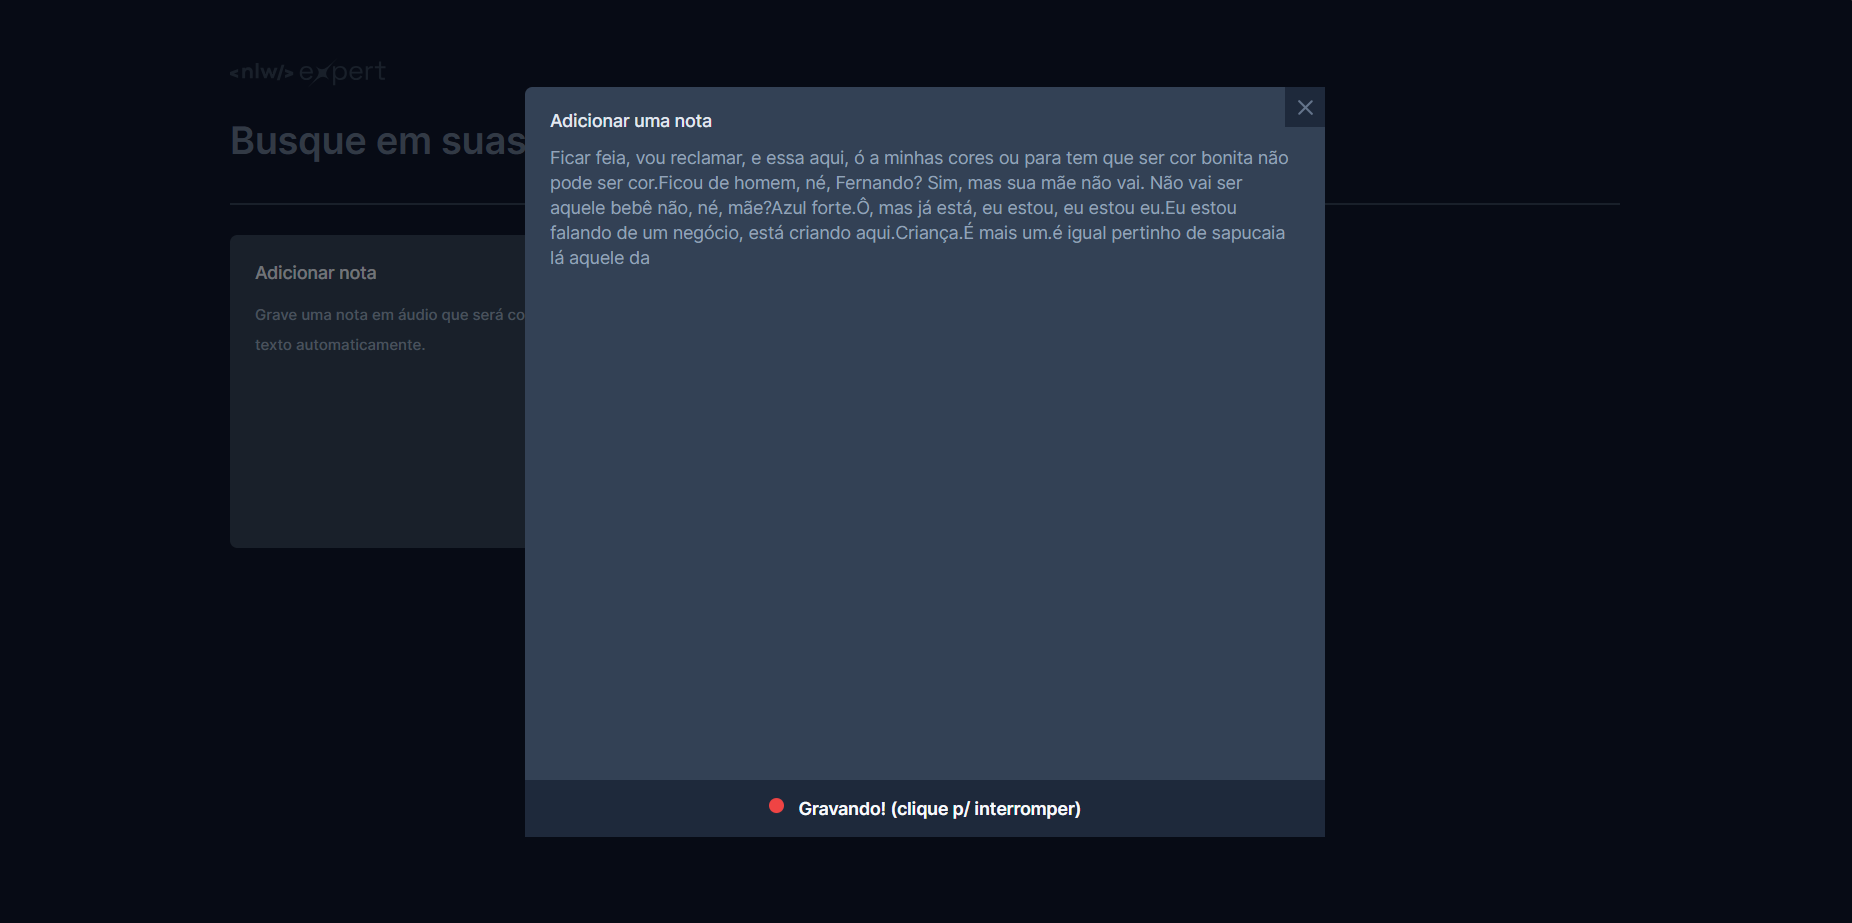 <nlw/> expert
Busque em suas
Adicionar nota
Grave uma nota em áudio que será co
texto automaticamente.
Adicionar uma nota
Ficar feia, vou reclamar, e essa aqui, ó a minhas cores ou para tem que ser cor bonita não
pode ser cor.Ficou de homem, né, Fernando? Sim, mas sua mãe não vai. Não vai ser
aquele bebê não, né, mãe?Azul forte.Ô, mas já está, eu estou, eu estou eu.Eu estou
falando de um negócio, está criando aqui.Criança.É mais um.é igual pertinho de sapucaia
lá aquele da
Gravando! (clique p/ interromper)